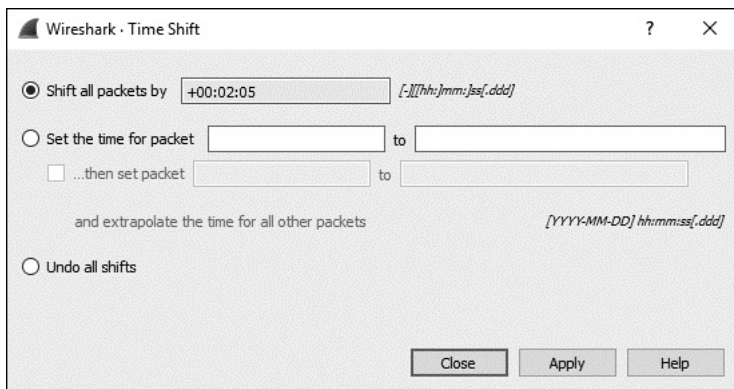 Wireshark · Time Shift ? X
Shift all packets by +00:02:05 [-][[hh:]mm:]ss[.ddd]
Set the time for packet to
...then set packet to
and extrapolate the time for all other packets [YYYY-MM-DD] hh:mm:ss[.ddd]
Undo all shifts
Close Apply Help